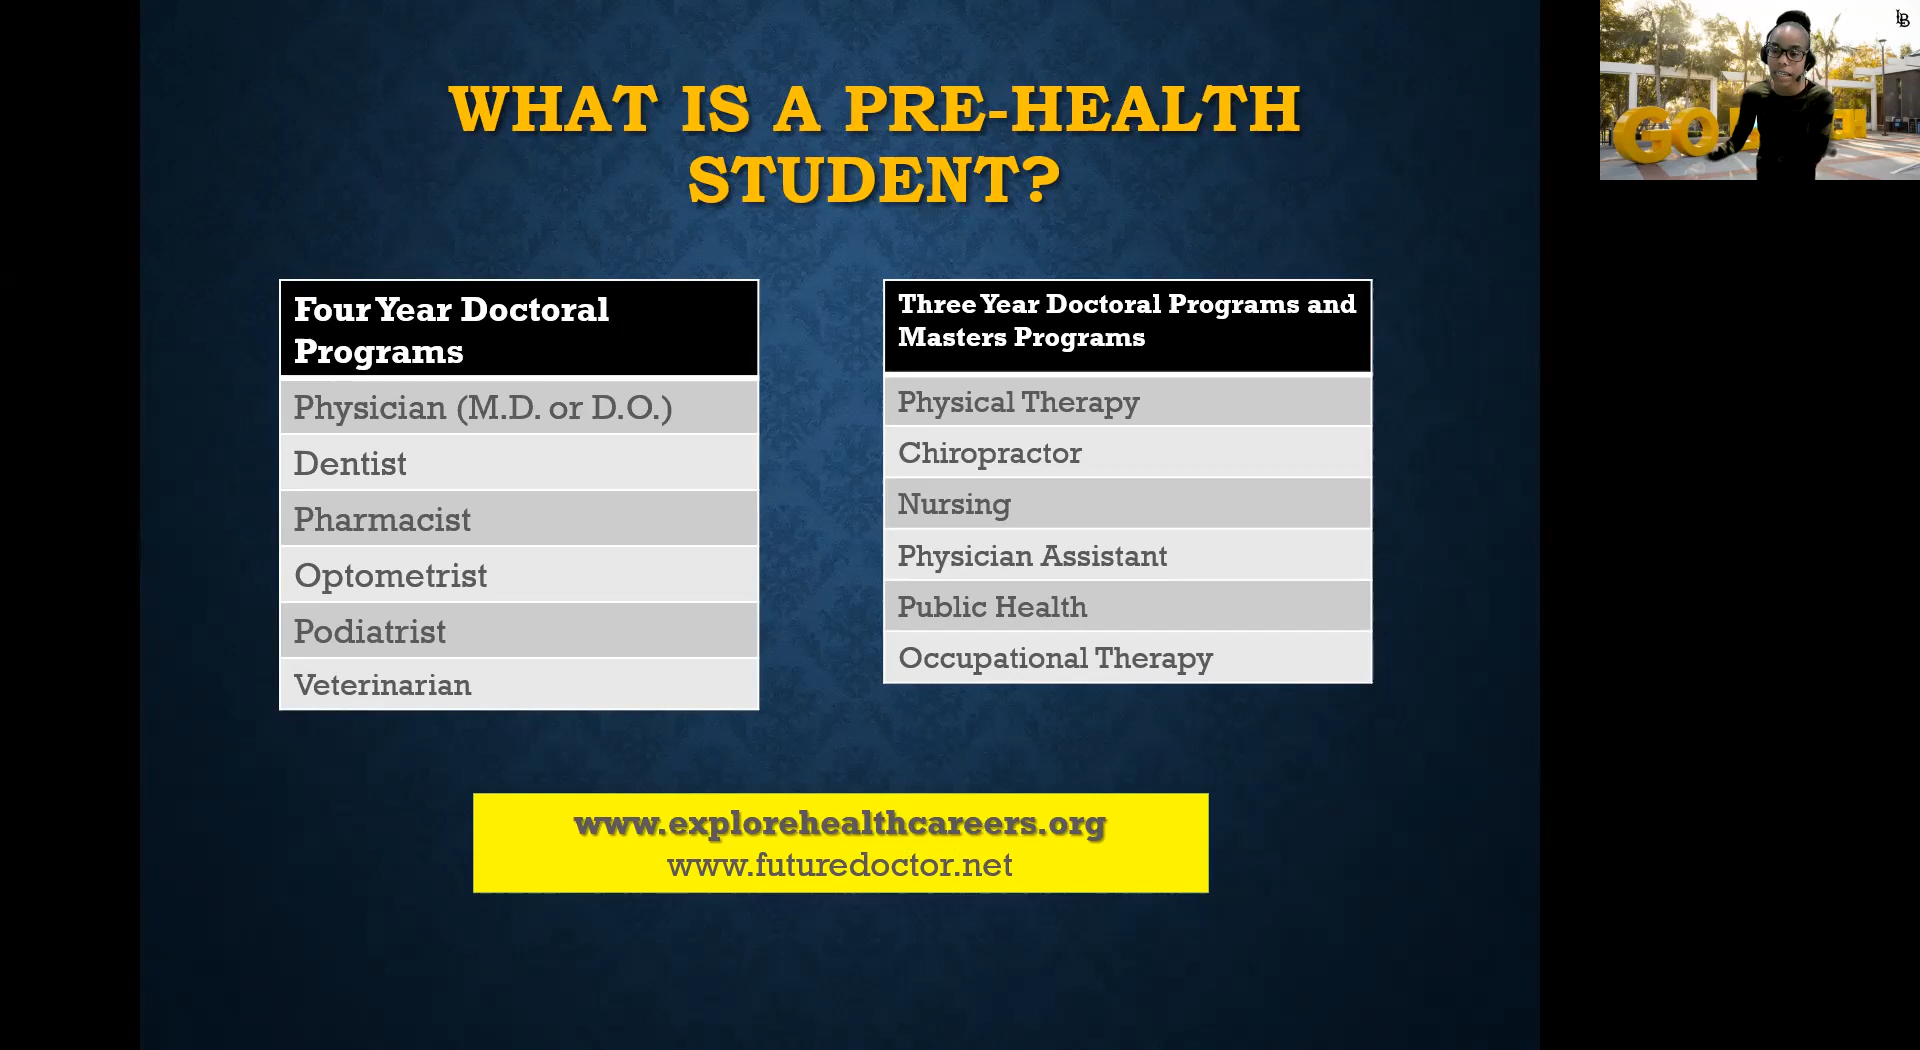 WHAT IS A PRE-HEALTH
STUDENT?
Four Year Doctoral
Programs
Physician (M.D. or D.O.)
Dentist
Pharmacist
Optometrist
Podiatrist
Veterinarian
Three Year Doctoral Programs and
Masters Programs
Physical Therapy
Chiropractor
Nursing
Physician Assistant
Public Health
Occupational Therapy
www.explorehealthcareers.org
www.futuredoctor.net
GO
LB